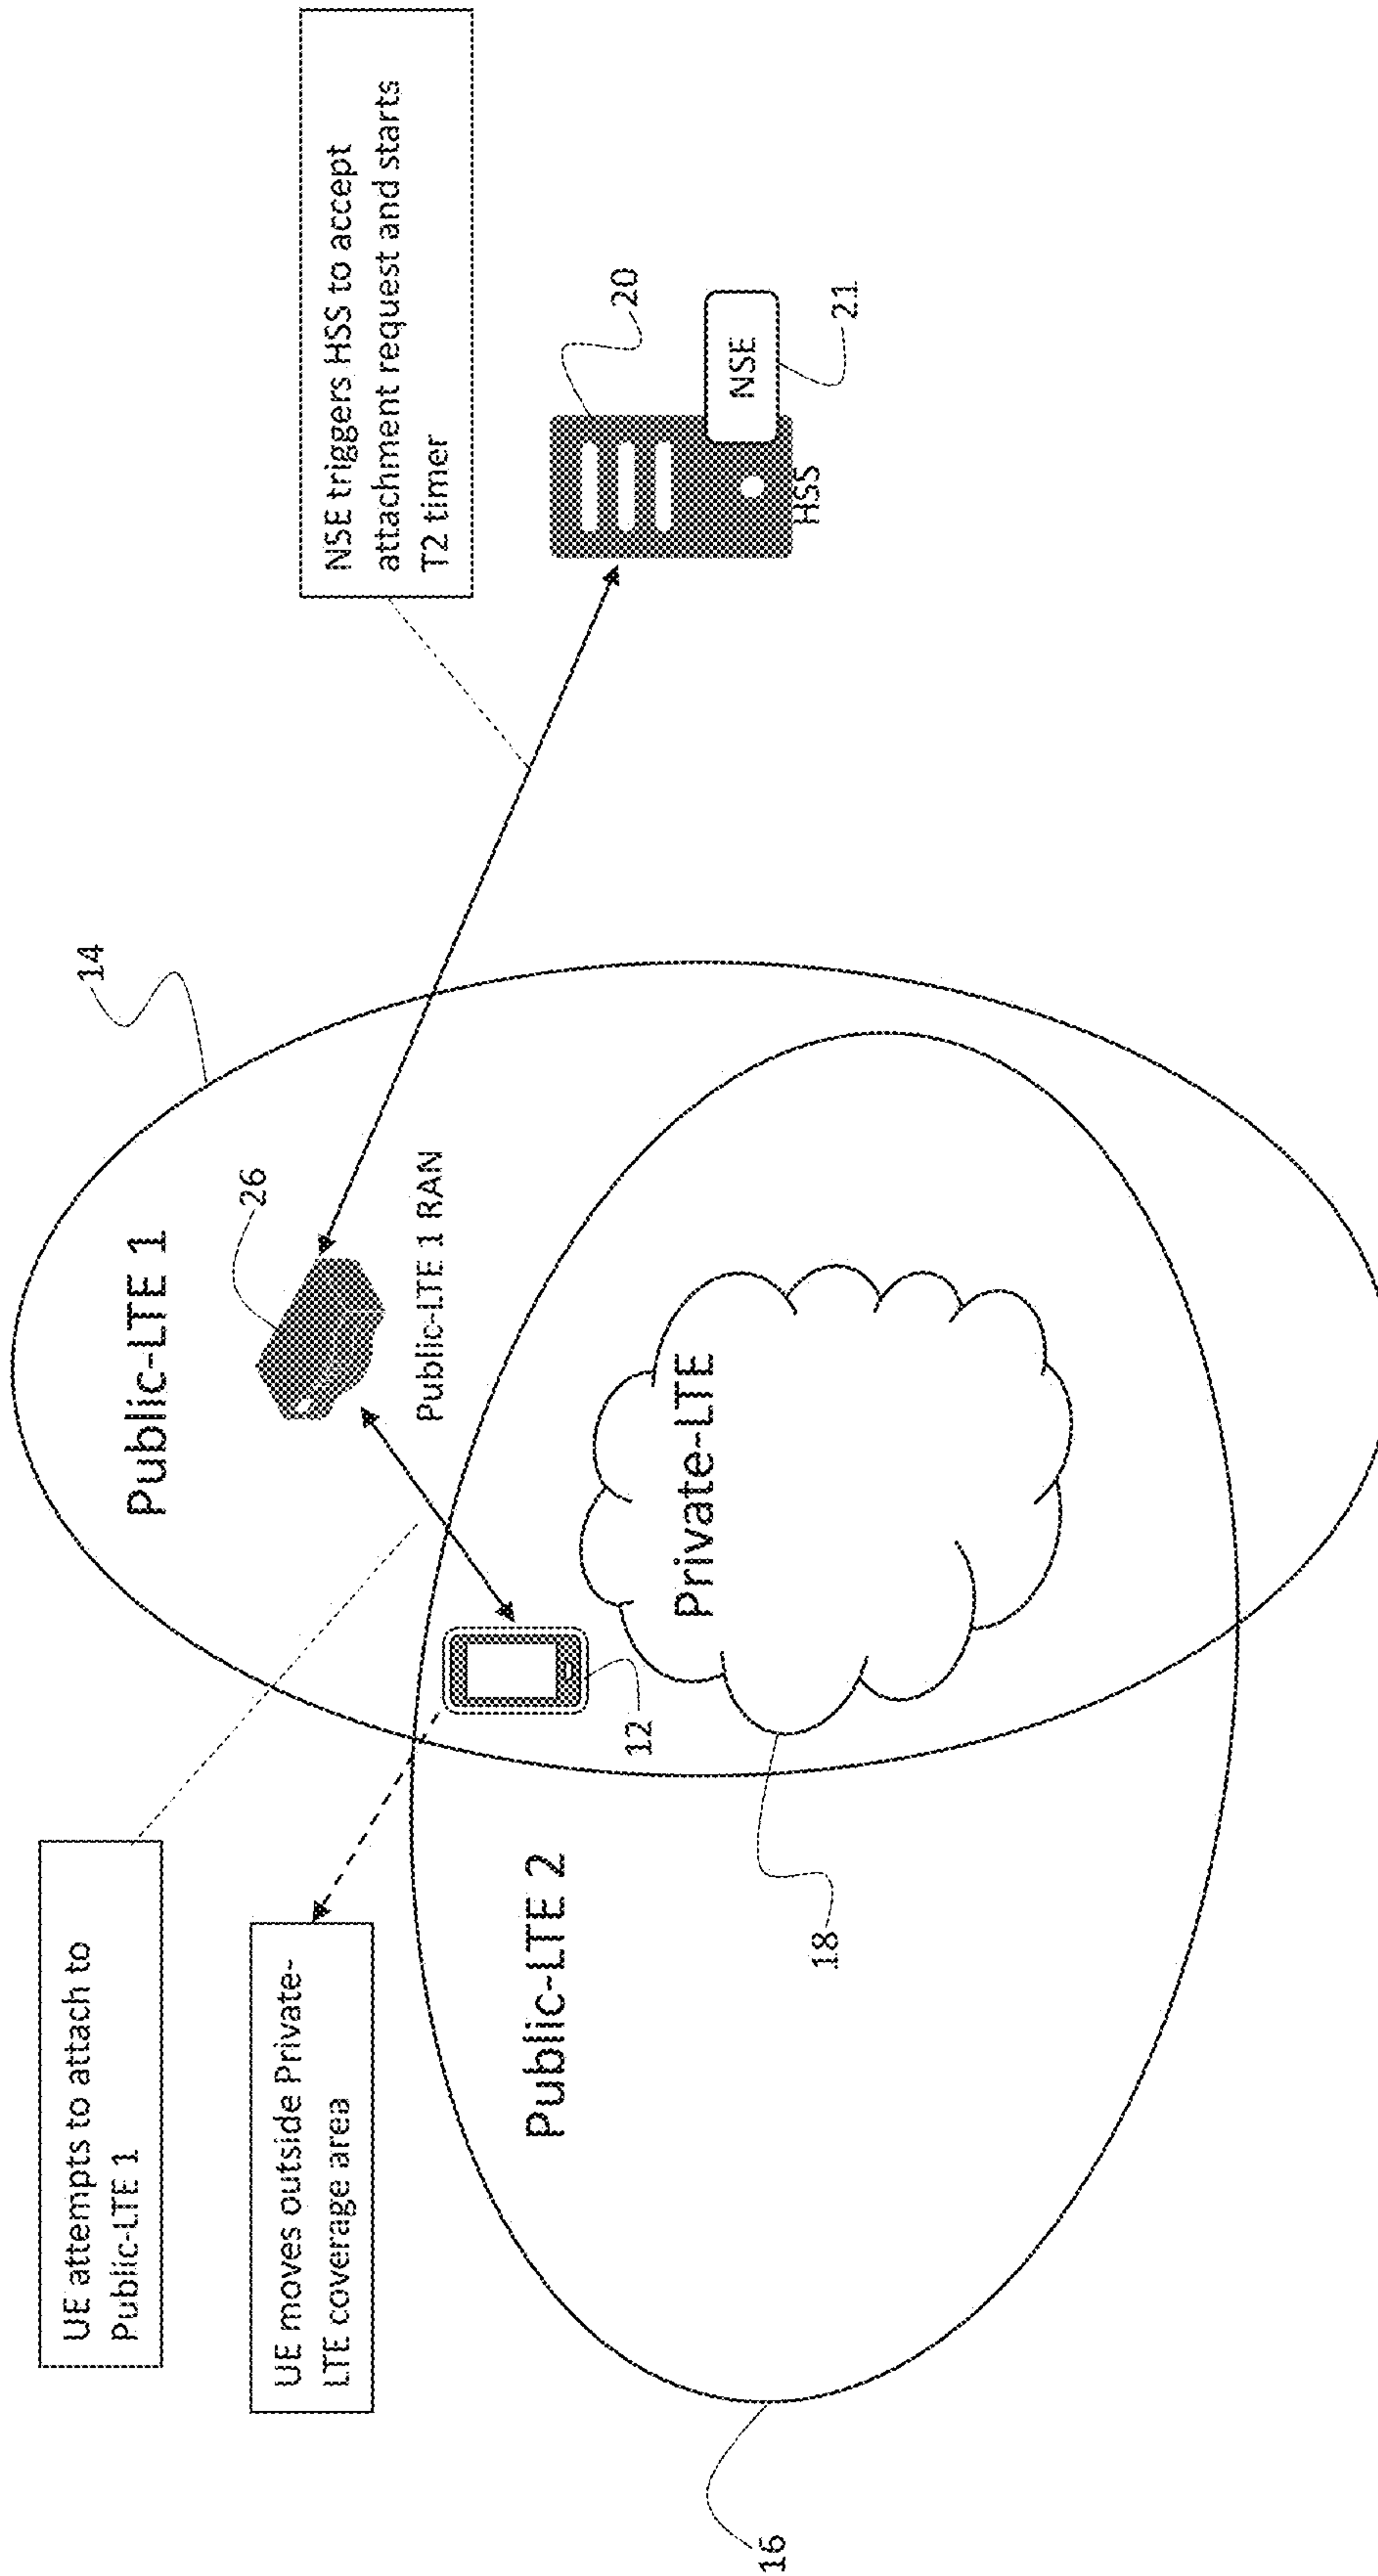 UE attempts to attach to
Public-LTE 1
UE moves outside Private-
LTE coverage area
Public-LTE 1
14
26
Public-LTE 1 RAN
NSE triggers HSS to accept
attachment request and starts
T2 timer
20
NSE
21
HSS
12
Public-LTE 2
Private-LTE
18
16